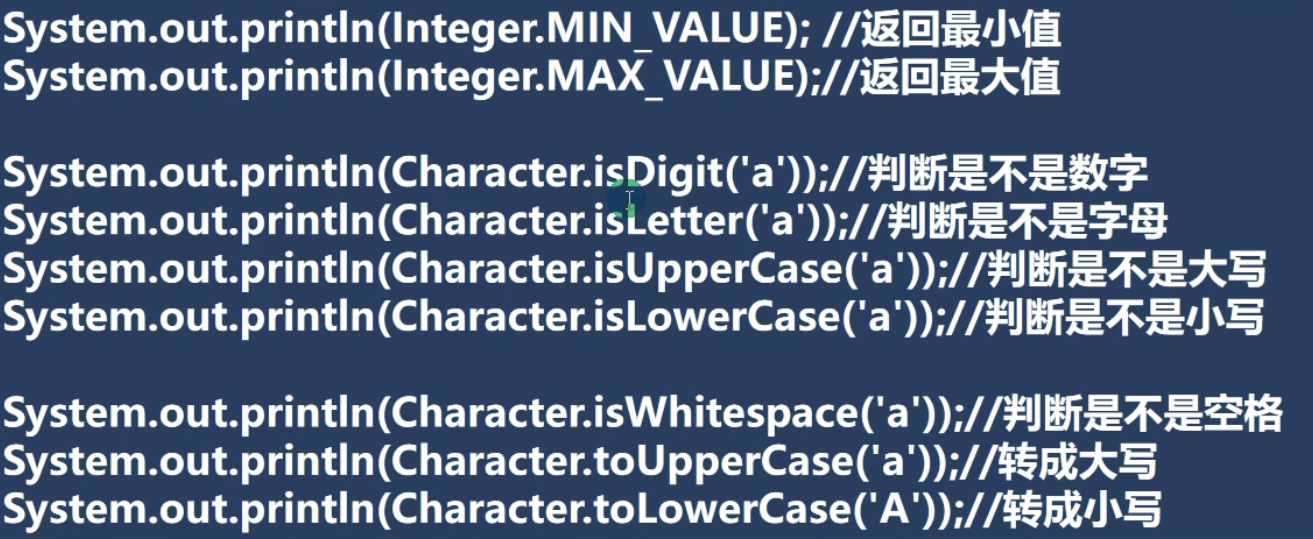 System.out.println(Integer.MIN_VALUE); //返回最小值
System.out.println(Integer.MAX_VALUE);//返回最大值
System.out.println(Character.isDigit('a'));//判断是不是数字
System.out.println(Character.isLetter('a'));//判断是不是字母
System.out.println(Character.isUpperCase('a'));//判断是不是大写
System.out.println(Character.isLowerCase('a'));//判断是不是小写
System.out.println(Character.isWhitespace('a'));//判断是不是空格
System.out.println(Character.toUpperCase('a'));//转成大写
System.out.println(Character.toLowerCase('A'));//转成小写